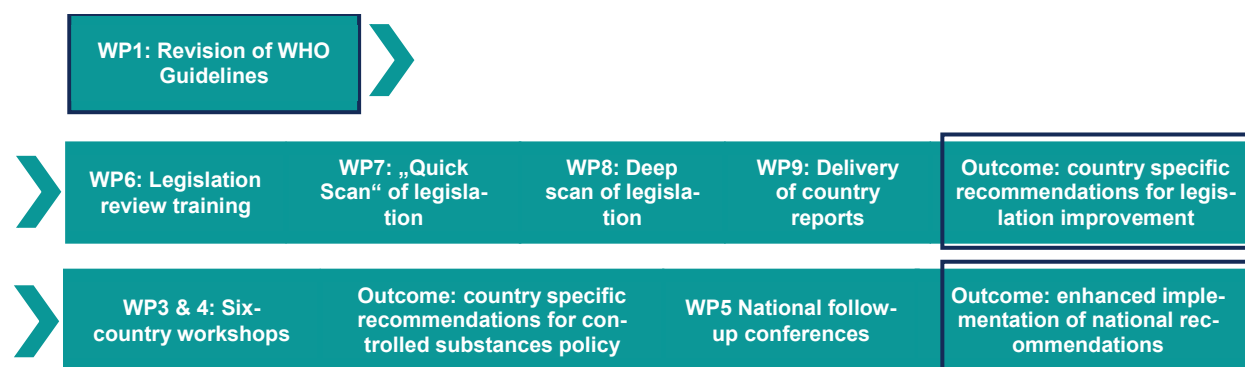 WP1: Revision of WHO
Guidelines
WP6: Legislation
review training
WP7: „Quick
Scan“ of legisla-
tion
WP8: Deep
scan of legisla-
tion
WP9: Delivery
of country
reports
Outcome: country specific
recommendations for legis-
lation improvement
WP3 & 4: Six-
country workshops
Outcome: country specific
recommendations for con-
trolled substances policy
WP5 National follow-
up conferences
Outcome: enhanced imple-
mentation of national rec-
ommendations